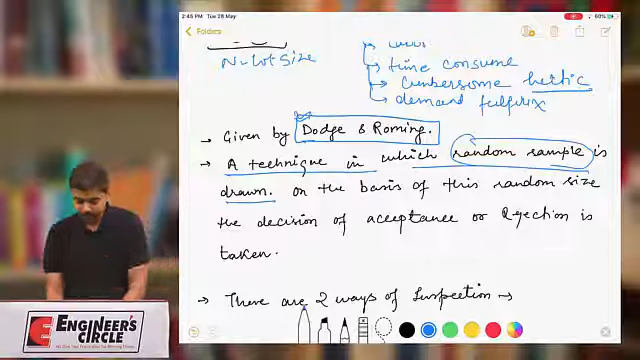 2:45 PM Tue 28 May
60%
Folders
N=Lot Size
→ time consume
→ Cumbersome hectic
→ demand fulfix
→ Given by Dodge & Roming.
→ A technique in which random sample is
drawn. on the basis of this random size
the decision of acceptance or Rejection is
taken.
→ There are 2 ways of Inspection →
ENGINEER'S
CIRCLE